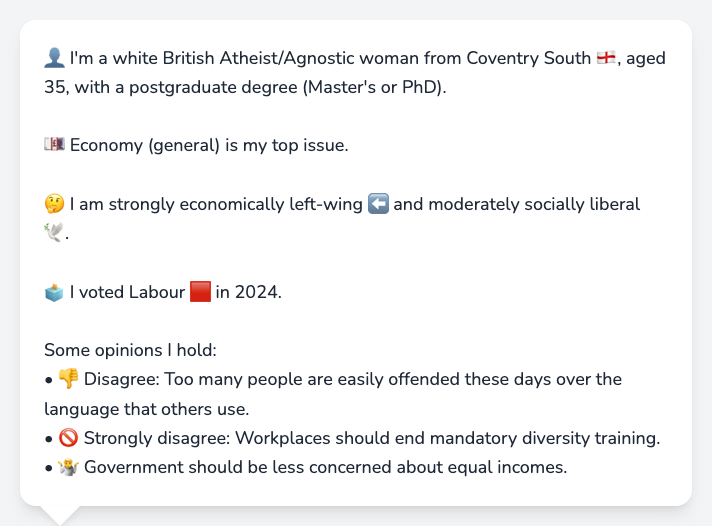 👤 I'm a white British Atheist/Agnostic woman from Coventry South 🏴󠁧󠁢󠁥󠁮󠁧󠁿, aged
35, with a postgraduate degree (Master's or PhD).
💷 Economy (general) is my top issue.
🤔 I am strongly economically left-wing ⬅️ and moderately socially liberal
🕊️.
🗳️ I voted Labour 🟥 in 2024.
Some opinions I hold:
• 👎 Disagree: Too many people are easily offended these days over the
language that others use.
• 🚫 Strongly disagree: Workplaces should end mandatory diversity training.
• 🤷 Government should be less concerned about equal incomes.